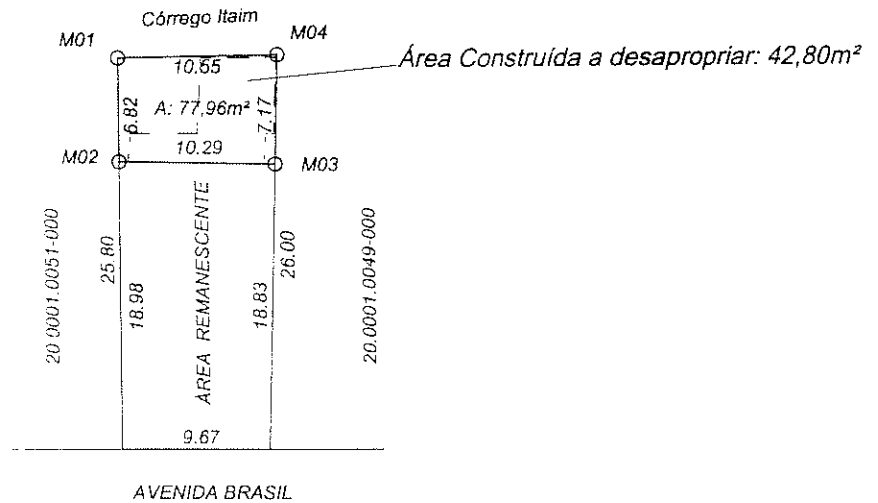 Córrego Itaim
M01
M04
10.55
Área Construída a desapropriar: 42,80m²
6.82
A: 77,96m²
7.17
M02
10.29
M03
20.0001.0051-000
25.80
18.98
ÁREA REMANESCENTE
18.83
26.00
20.0001.0049-000
9.67
AVENIDA BRASIL